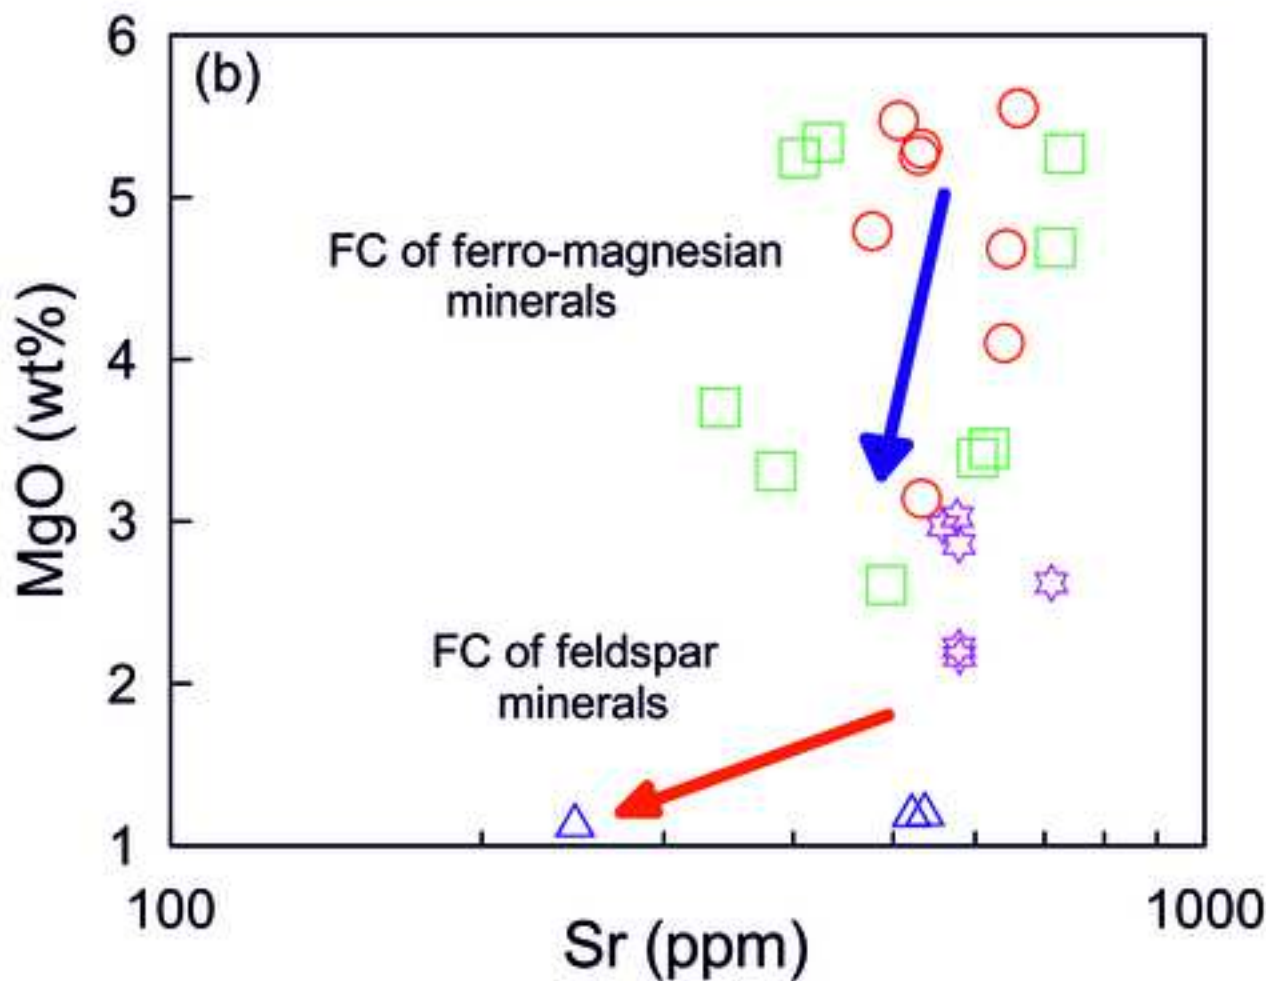 (b)
6
5
4
3
2
1
MgO (wt%)
FC of ferro-magnesian
minerals
FC of feldspar
minerals
100
1000
Sr (ppm)